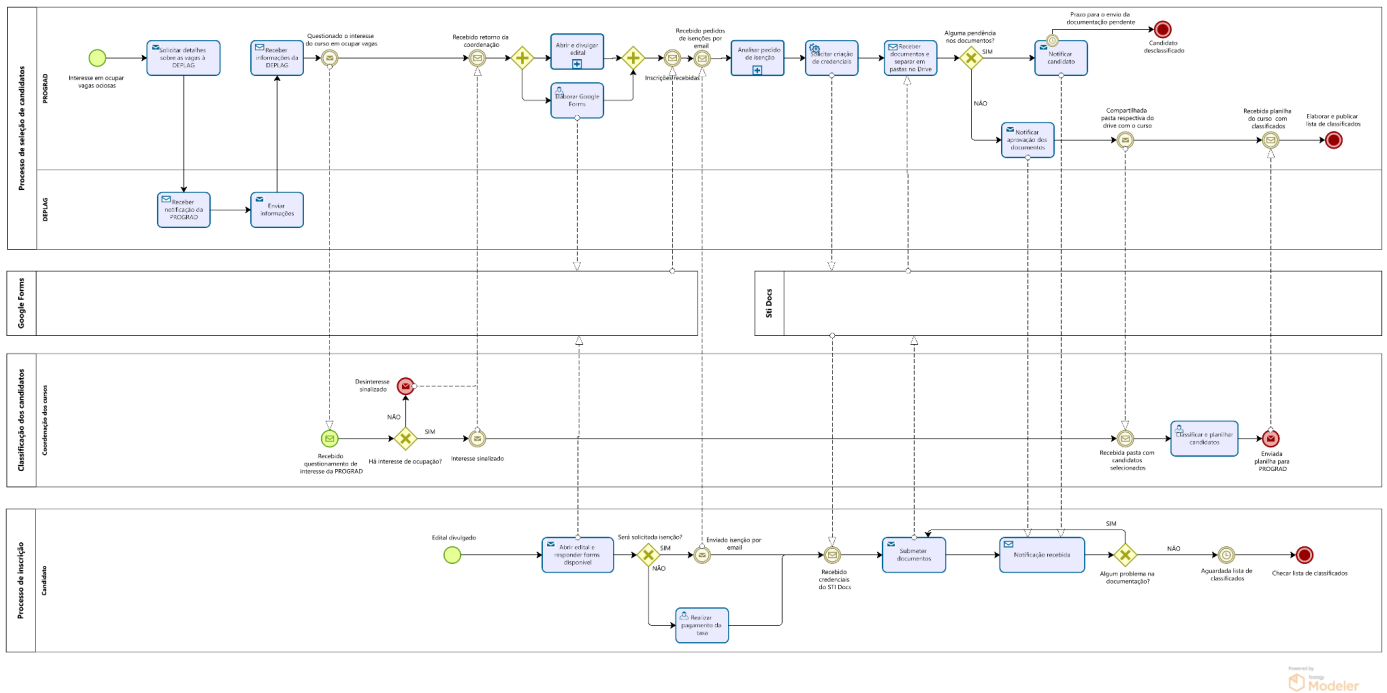 Processo de seleção de candidatos
PROGRAD
Interesse em ocupar
vagas ociosas
Solicitar detalhes
sobre as vagas à
DEPLAG
Receber
informações da
DEPLAG
Questionado o interesse
do curso em ocupar vagas
Recebido retorno da
coordenação
Abrir e divulgar
edital
Elaborar Google
Forms
Inscrições recebidas
Recebido pedidos
de isenções por
email
Analisar pedido
de isenção
Solicitar criação
de credenciais
Receber
documentos e
separar em
pastas no Drive
Alguma pendência
nos documentos?
SIM
NÃO
Prazo para o envio da
documentação pendente
Notificar
candidato
Candidato
desclassificado
Notificar
aprovação dos
documentos
Compartilhada
pasta respectiva do
drive com o curso
Recebida planilha
do curso com
classificados
Elaborar e publicar
lista de classificados
DEPLAG
Receber
notificação da
PROGRAD
Enviar
informações
Google Forms
Sti Docs
Classificação dos candidatos
Coordenação dos cursos
Recebido
questionamento de
interesse da PROGRAD
Desinteresse
sinalizado
NÃO
SIM
Há interesse de ocupação?
Interesse sinalizado
Recebida pasta com
candidatos
selecionados
Classificar e planilhar
candidatos
Enviada
planilha para
PROGRAD
Processo de inscrição
Candidato
Edital divulgado
Abrir edital e
responder forms
disponível
Será solicitada isenção?
SIM
NÃO
Enviado isenção por
email
Realizar
pagamento da
taxa
Recebido
credenciais
do STI Docs
Submeter
documentos
Notificação recebida
SIM
NÃO
Algum problema na
documentação?
Aguardada lista de
classificados
Checar lista de classificados
Powered by
bizagi
Modeler